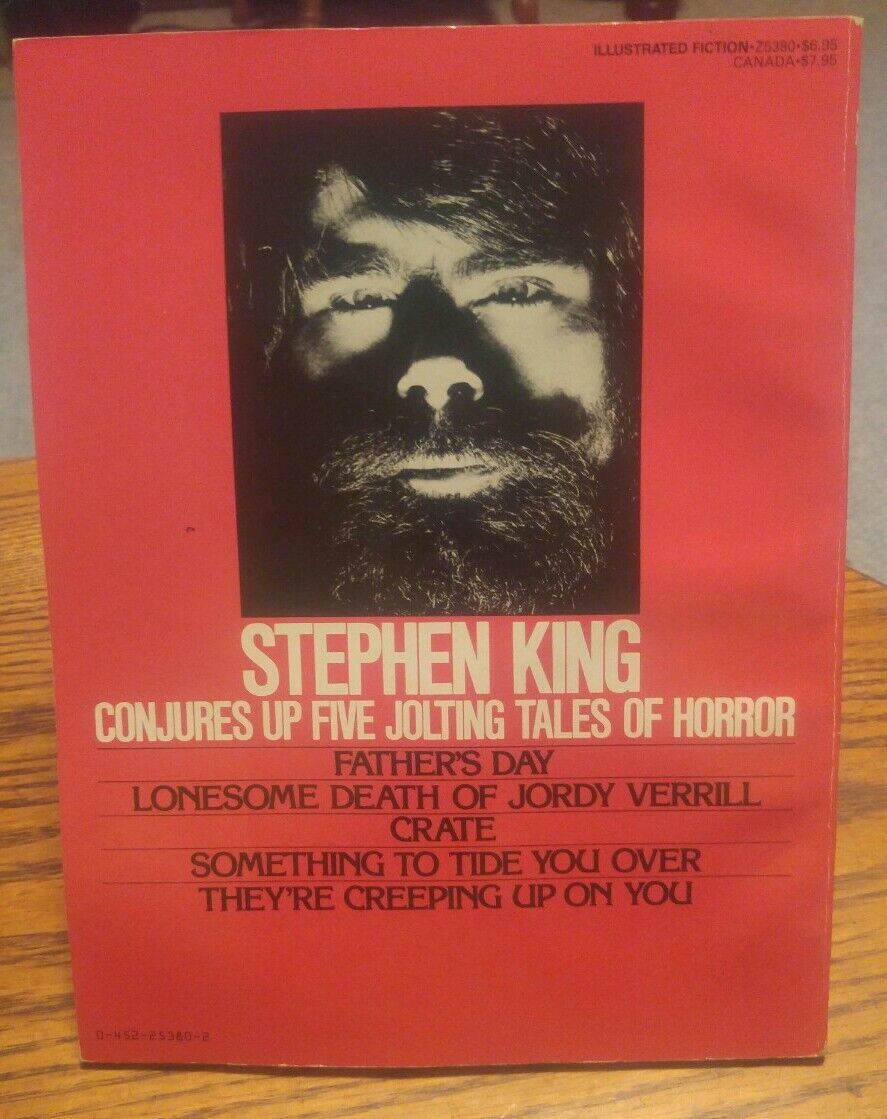 ILLUSTRATED FICTION•Z5380•$6.95
CANADA•$7.95
STEPHEN KING
CONJURES UP FIVE JOLTING TALES OF HORROR
FATHER'S DAY
LONESOME DEATH OF JORDY VERRILL
CRATE
SOMETHING TO TIDE YOU OVER
THEY'RE CREEPING UP ON YOU
0-452-25380-2